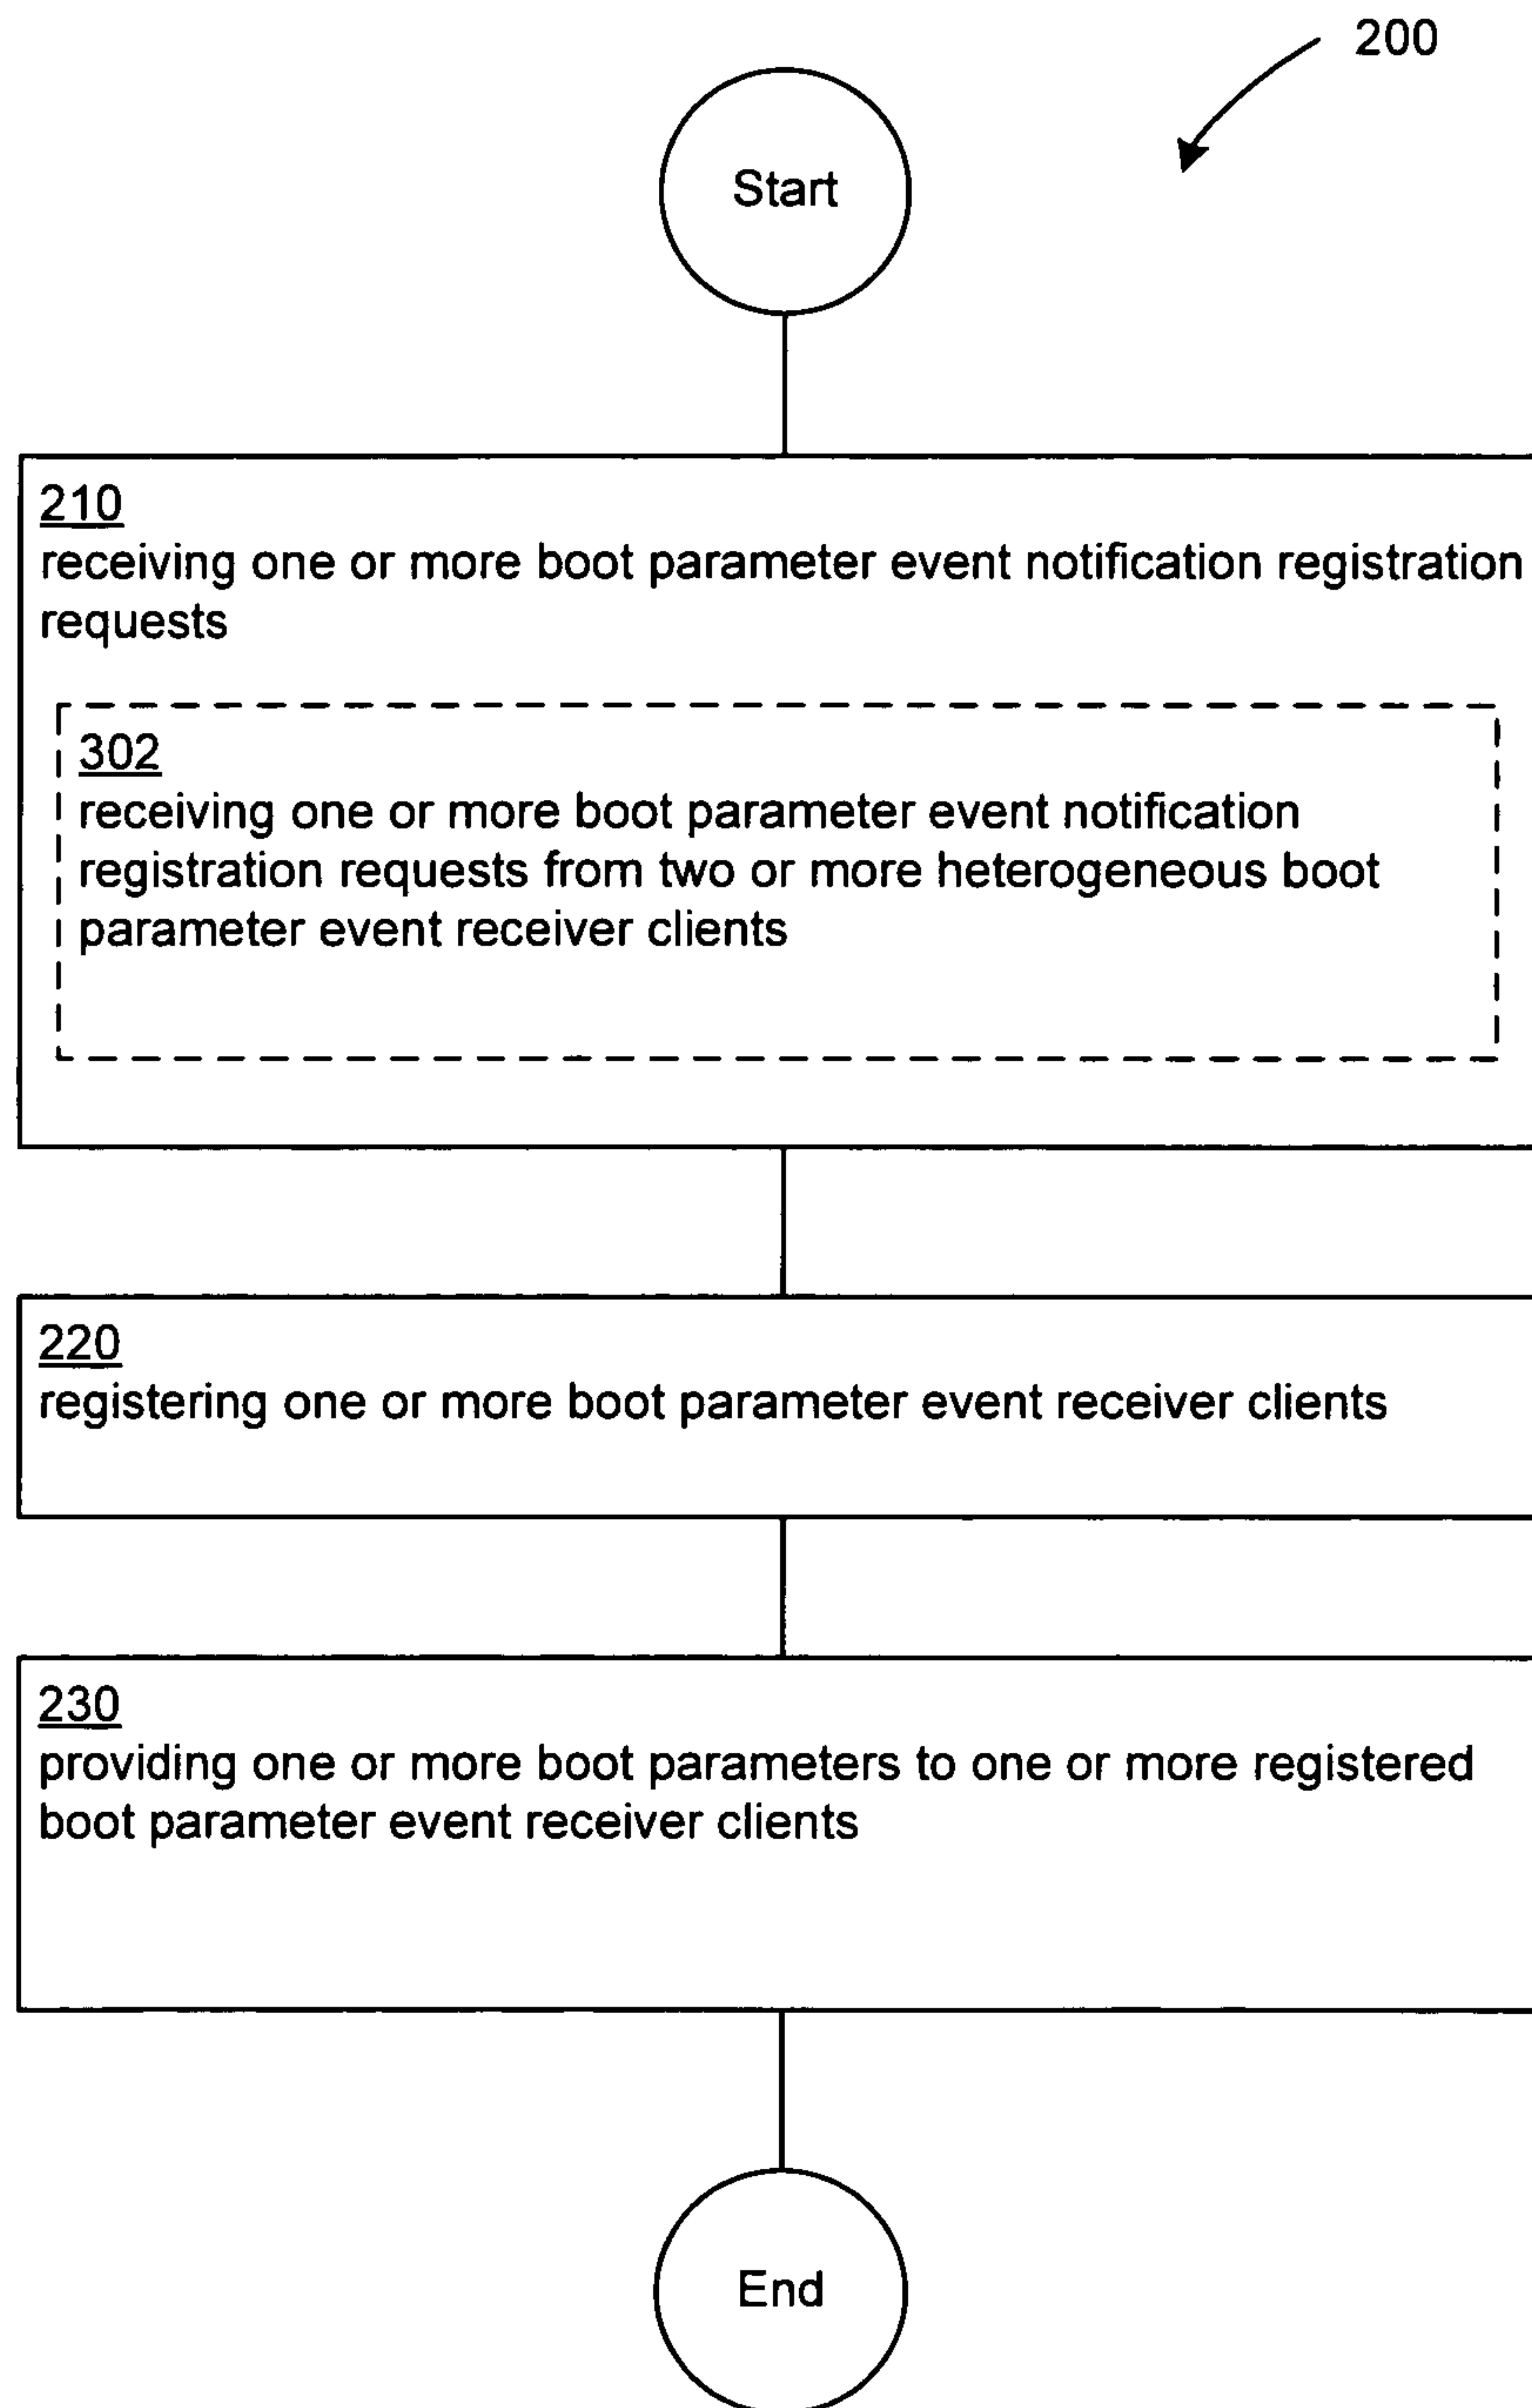 200
Start
210
receiving one or more boot parameter event notification registration
requests
302
receiving one or more boot parameter event notification
registration requests from two or more heterogeneous boot
parameter event receiver clients
220
registering one or more boot parameter event receiver clients
230
providing one or more boot parameters to one or more registered
boot parameter event receiver clients
End